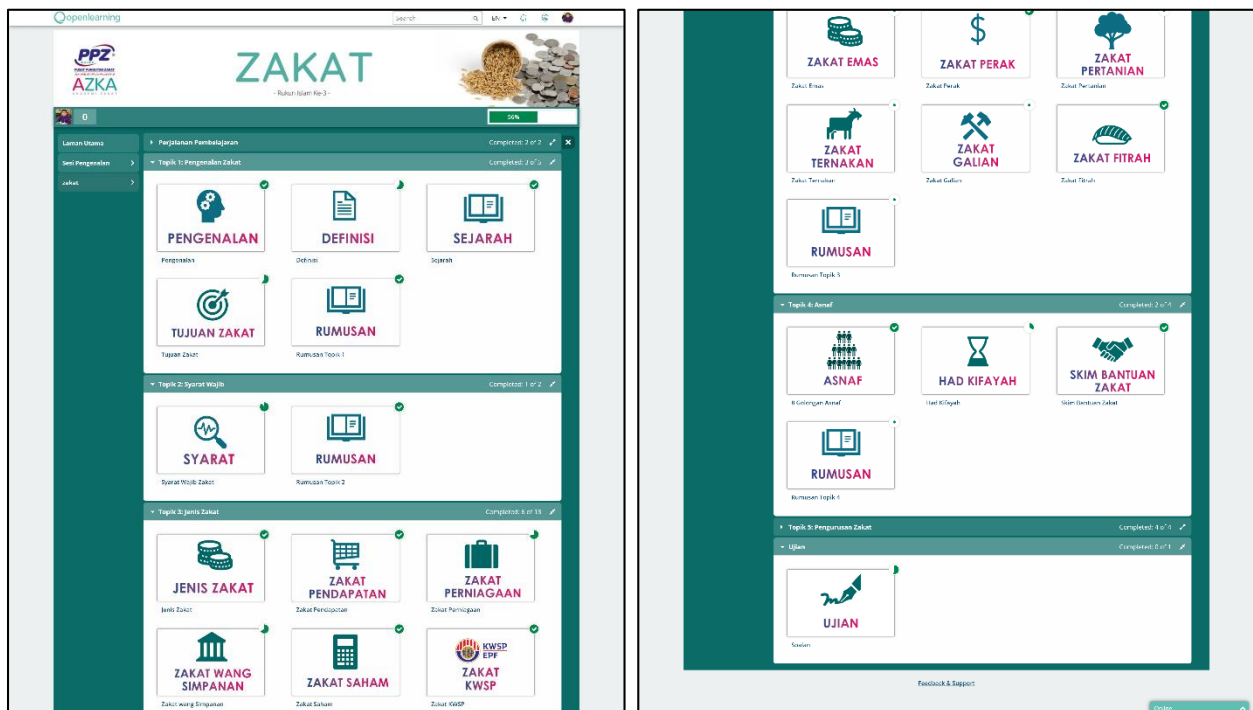 openlearning
Search
EN
PPZ
AZKA
ZAKAT
- Rukun Islam Ke-3 -
0
56%
Laman Utama
Sesi Pengenalan
zakat
Perjalanan Pembelajaran
Completed: 2 of 2
Topik 1: Pengenalan Zakat
Completed: 3 of 5
PENGENALAN
DEFINISI
SEJARAH
Pengenalan
Definisi
Sejarah
TUJUAN ZAKAT
RUMUSAN
Tujuan Zakat
Rumusan Topik 1
Topik 2: Syarat Wajib
Completed: 1 of 2
SYARAT
RUMUSAN
Syarat Wajib Zakat
Rumusan Topik 2
Topik 3: Jenis Zakat
Completed: 6 of 13
JENIS ZAKAT
ZAKAT
PENDAPATAN
ZAKAT
PERNIAGAAN
Jenis Zakat
Zakat Pendapatan
Zakat Perniagaan
ZAKAT WANG
SIMPANAN
ZAKAT SAHAM
KWSP
EPF
ZAKAT
KWSP
Zakat wang Simpanan
Zakat Saham
Zakat KWSP
ZAKAT EMAS
ZAKAT PERAK
ZAKAT
PERTANIAN
Zakat Emas
Zakat Perak
Zakat Pertanian
ZAKAT
TERNAKAN
ZAKAT
GALIAN
ZAKAT FITRAH
Zakat Ternakan
Zakat Galian
Zakat Fitrah
RUMUSAN
Rumusan Topik 3
Topik 4: Asnaf
Completed: 2 of 4
ASNAF
HAD KIFAYAH
SKIM BANTUAN
ZAKAT
8 Golongan Asnaf
Had Kifayah
Skim Bantuan Zakat
RUMUSAN
Rumusan Topik 4
Topik 5: Pengurusan Zakat
Completed: 4 of 4
Ujian
Completed: 0 of 1
UJIAN
Soalan
Feedback & Support
Online